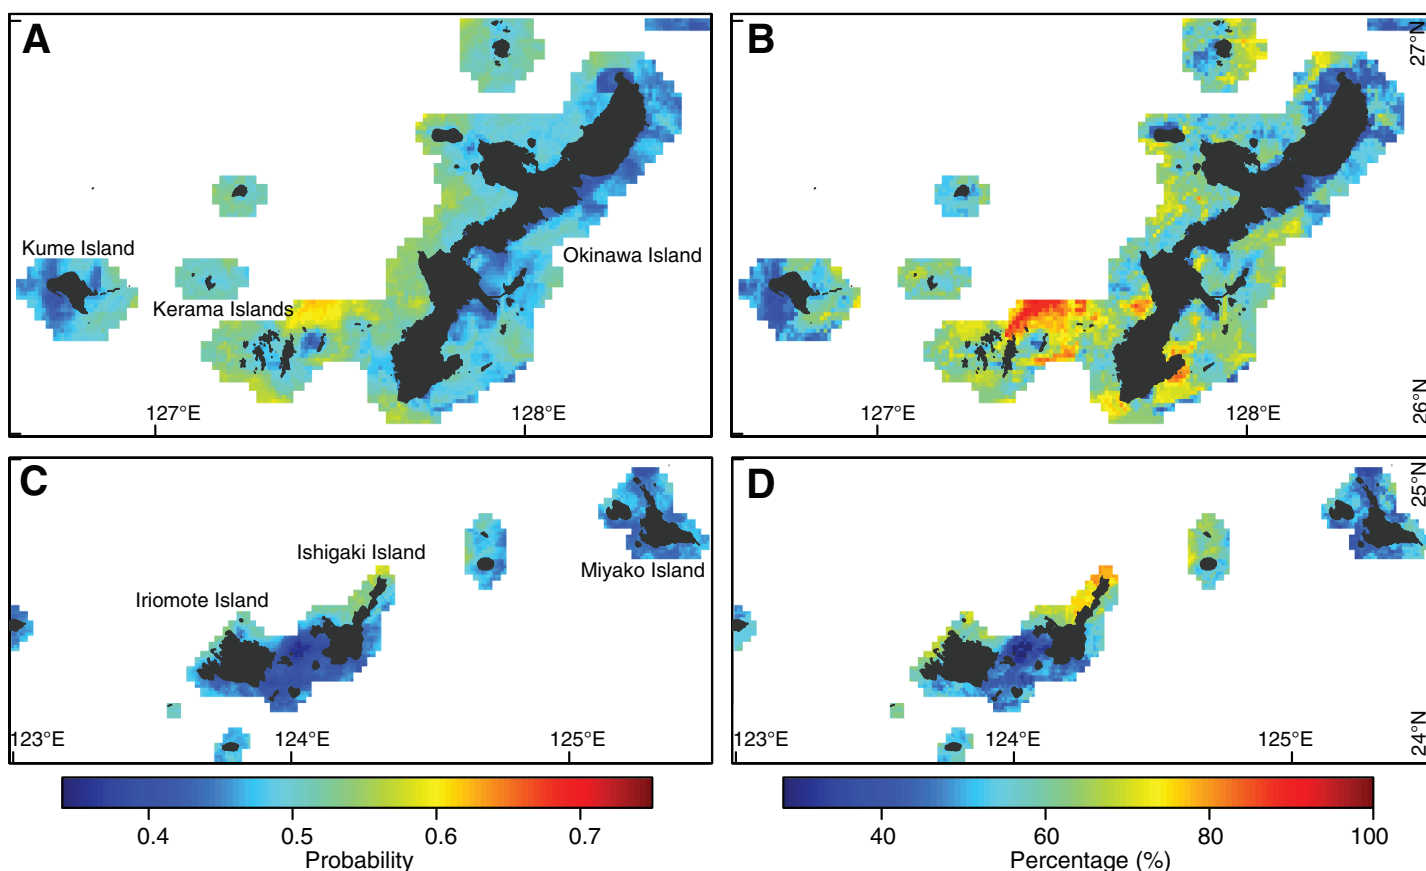 A
B
27°N
Kume Island
Okinawa Island
Kerama Islands
127°E
128°E
127°E
128°E
26°N
C
D
25°N
Ishigaki Island
Miyako Island
Iriomote Island
123°E
124°E
125°E
123°E
124°E
125°E
24°N
0.4
0.5
0.6
0.7
Probability
40
60
80
100
Percentage (%)